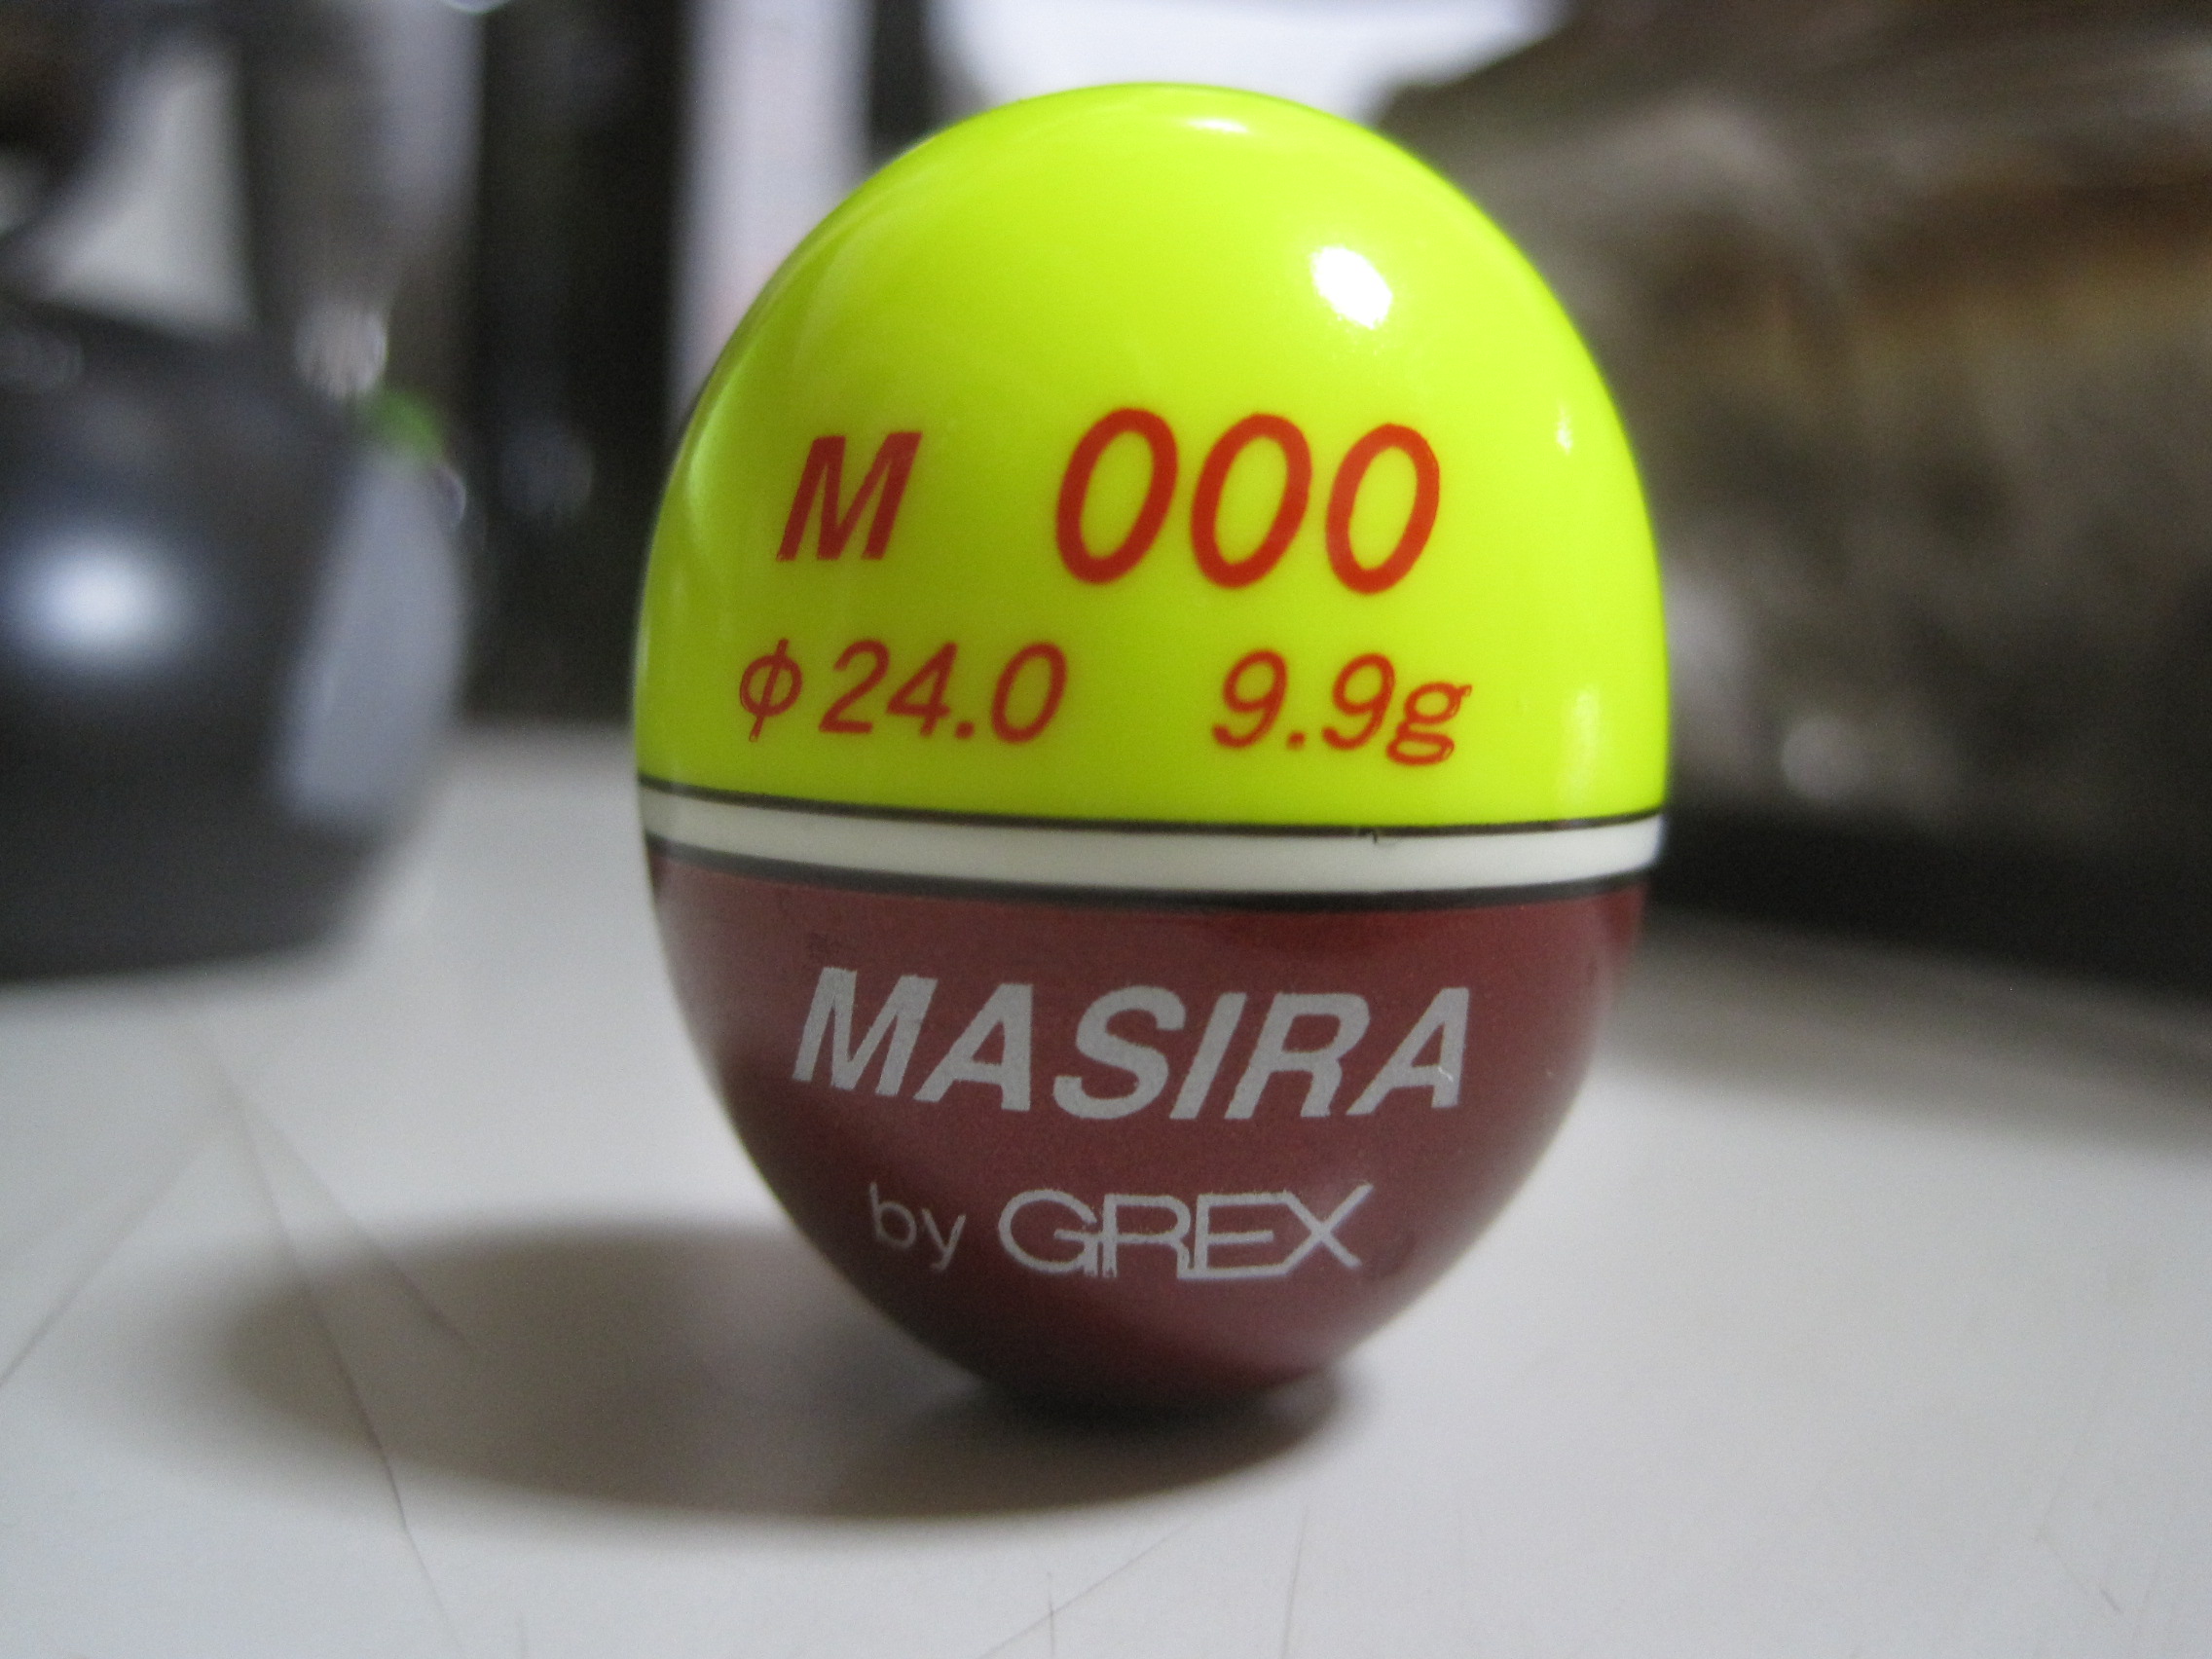 M 000
φ24.0 9.9g
MASIRA
by GREX